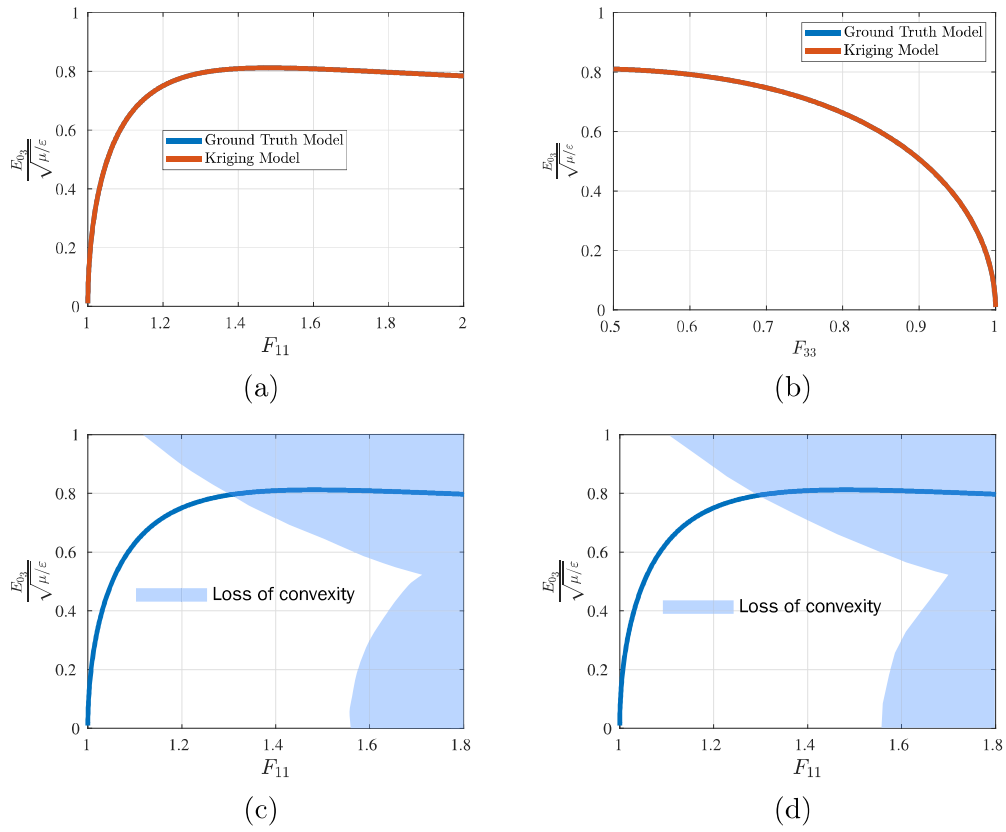 1
0.8
0.6
0.4
0.2
0
E₀₃
√μ/ε
Ground Truth Model
Kriging Model
1 1.2 1.4 1.6 1.8 2
F₁₁
(a)
1
0.8
0.6
0.4
0.2
0
E₀₃
√μ/ε
Ground Truth Model
Kriging Model
0.5 0.6 0.7 0.8 0.9 1
F₃₃
(b)
1
0.8
0.6
0.4
0.2
0
E₀₃
√μ/ε
Loss of convexity
1 1.2 1.4 1.6 1.8
F₁₁
(c)
1
0.8
0.6
0.4
0.2
0
E₀₃
√μ/ε
Loss of convexity
1 1.2 1.4 1.6 1.8
F₁₁
(d)